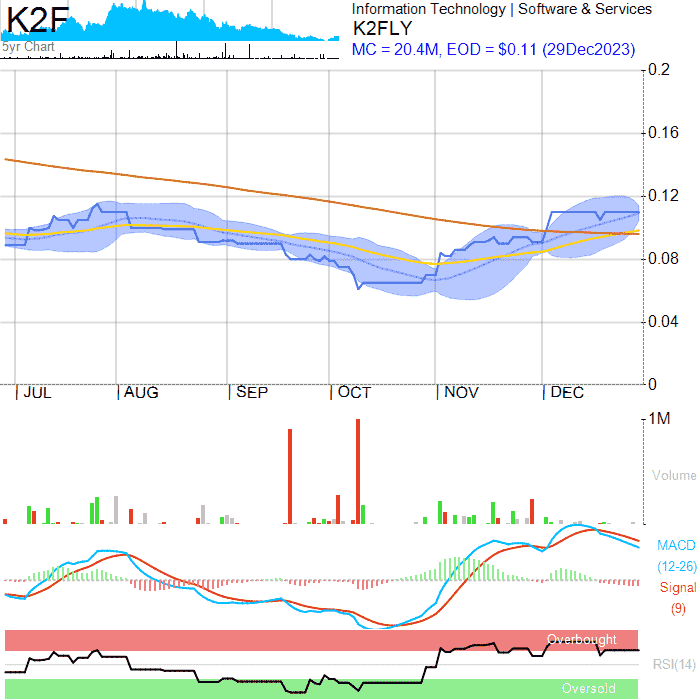 K2F
5yr Chart
Information Technology | Software & Services
K2FLY
MC = 20.4M, EOD = $0.11 (29Dec2023)
0.2
0.16
0.12
0.08
0.04
0
JUL AUG SEP OCT NOV DEC
1M
Volume
MACD
(12-26)
Signal
(9)
Overbought
RSI(14)
Oversold